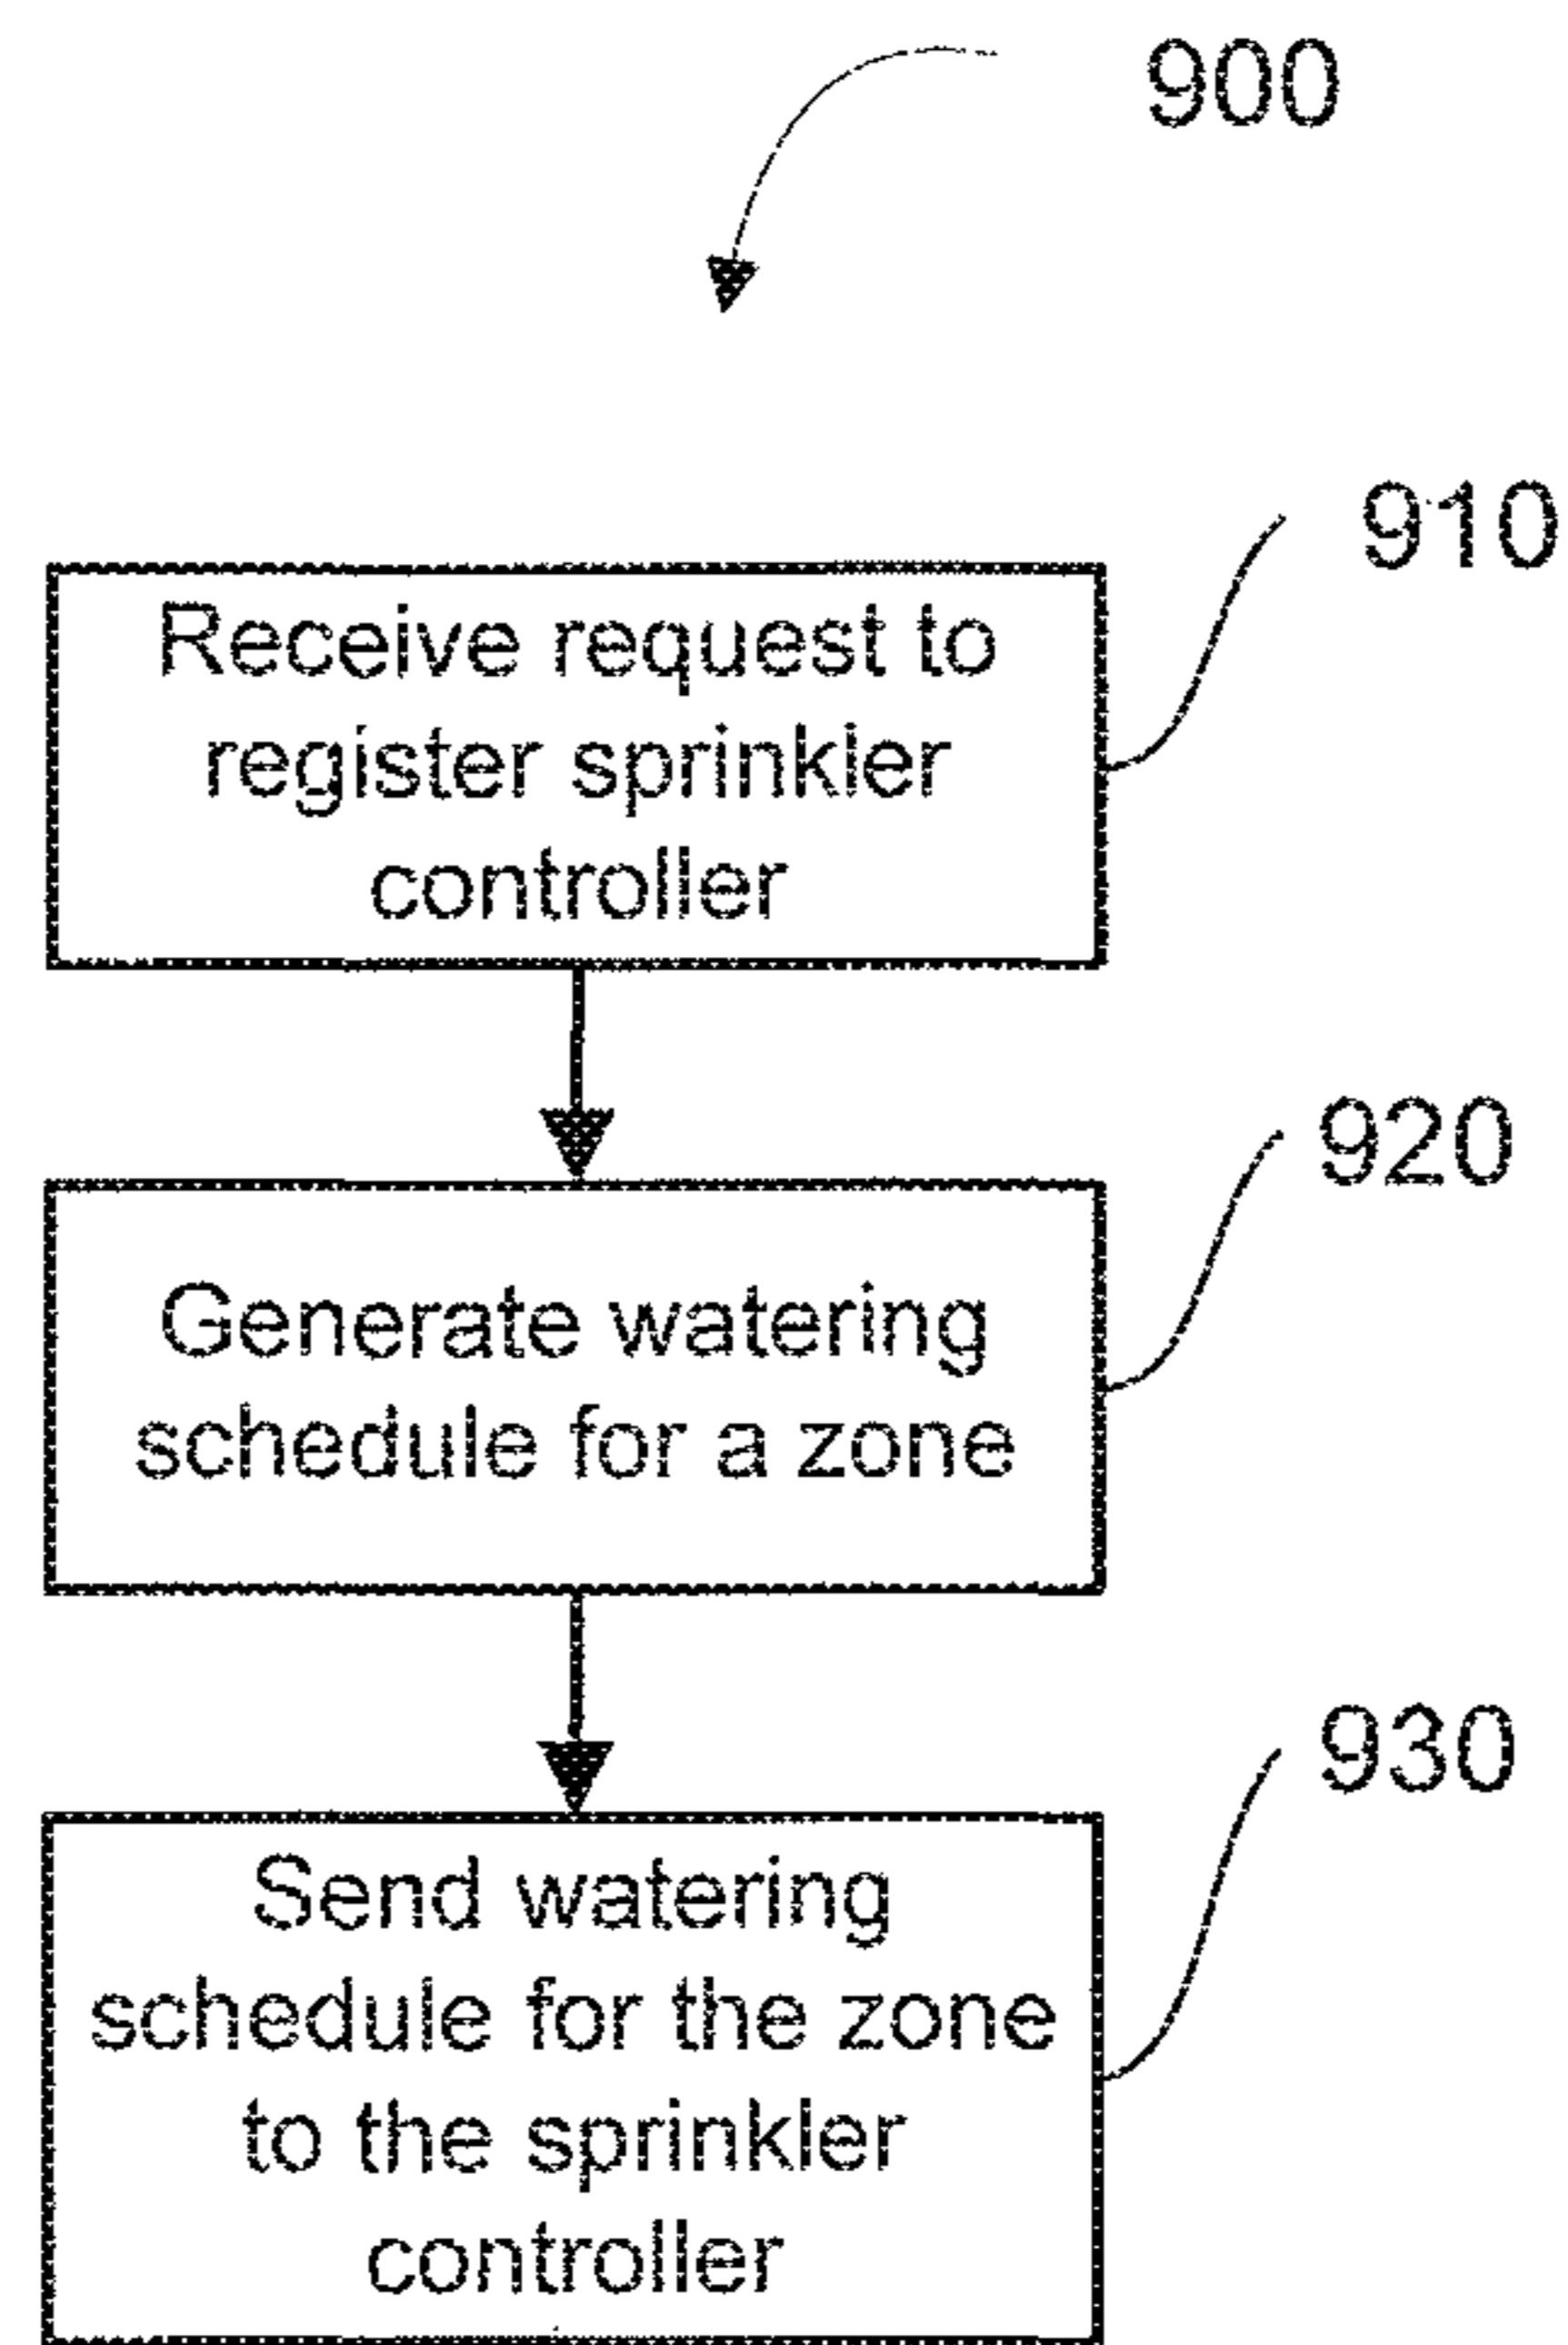 900
910
Receive request to
register sprinkler
controller
920
Generate watering
schedule for a zone
930
Send watering
schedule for the zone
to the sprinkler
controller